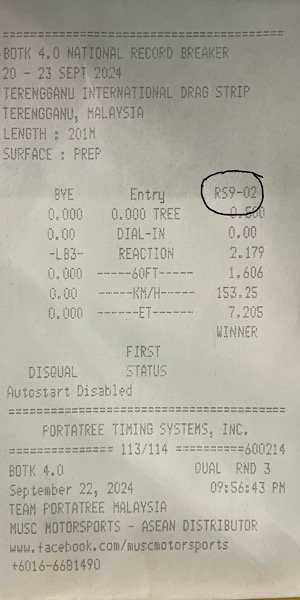 BOTK 4.0 NATIONAL RECORD BREAKER
20 - 23 SEPT 2024
TERENGGANU INTERNATIONAL DRAG STRIP
TERENGGANU, MALAYSIA
LENGTH : 201M
SURFACE : PREP
BYE Entry RS9-02
0.000 0.000 TREE 0.500
0.00 DIAL-IN 0.00
-LB3- REACTION 2.179
0.000 -----60FT------ 1.606
0.00 -----KM/H------ 153.25
0.000 ------ET------- 7.205
WINNER
FIRST
DISQUAL STATUS
Autostart Disabled
PORTATREE TIMING SYSTEMS, INC.
=============== 113/114 ==========600214
BOTK 4.0 QUAL RND 3
September 22, 2024 09:56:43 PM
TEAM PORTATREE MALAYSIA
MUSC MOTORSPORTS - ASEAN DISTRIBUTOR
www.facebook.com/muscmotorsports
+6016-6681490